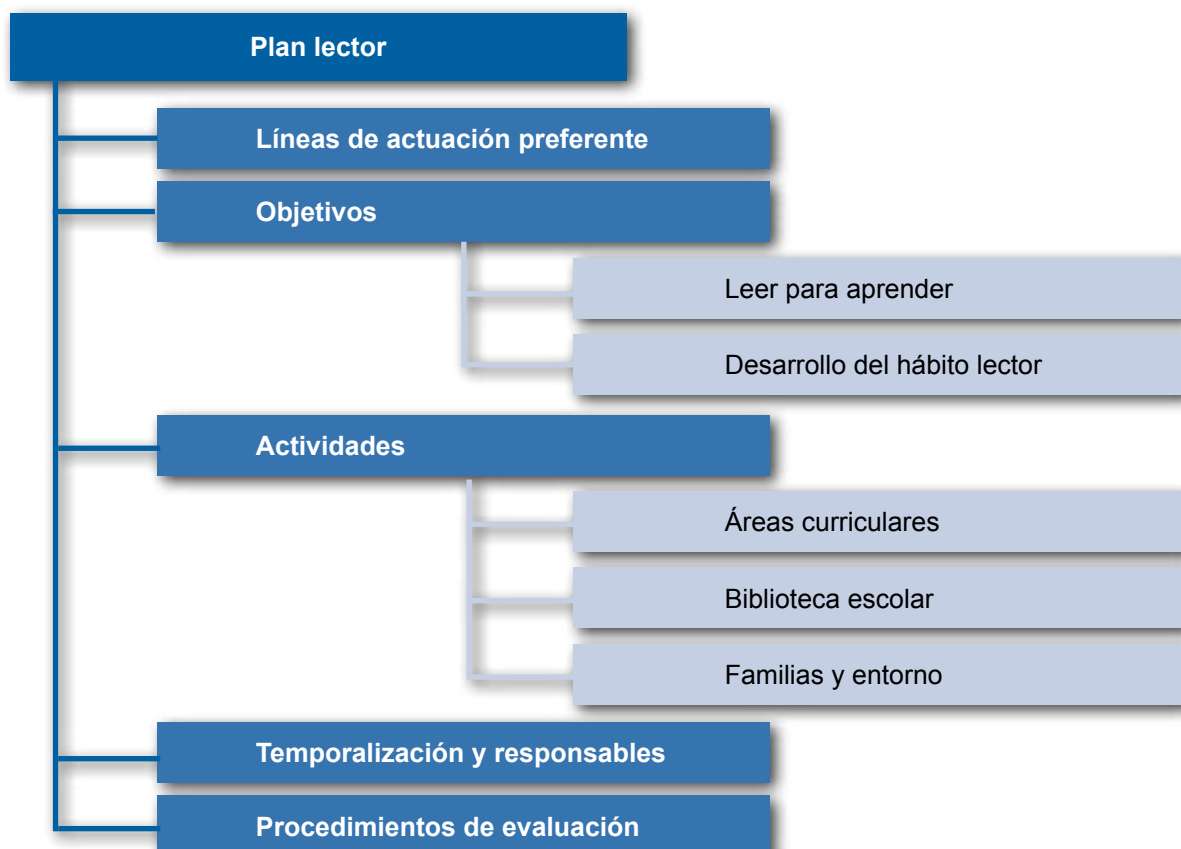 Plan lector
Líneas de actuación preferente
Objetivos
Leer para aprender
Desarrollo del hábito lector
Actividades
Áreas curriculares
Biblioteca escolar
Familias y entorno
Temporalización y responsables
Procedimientos de evaluación